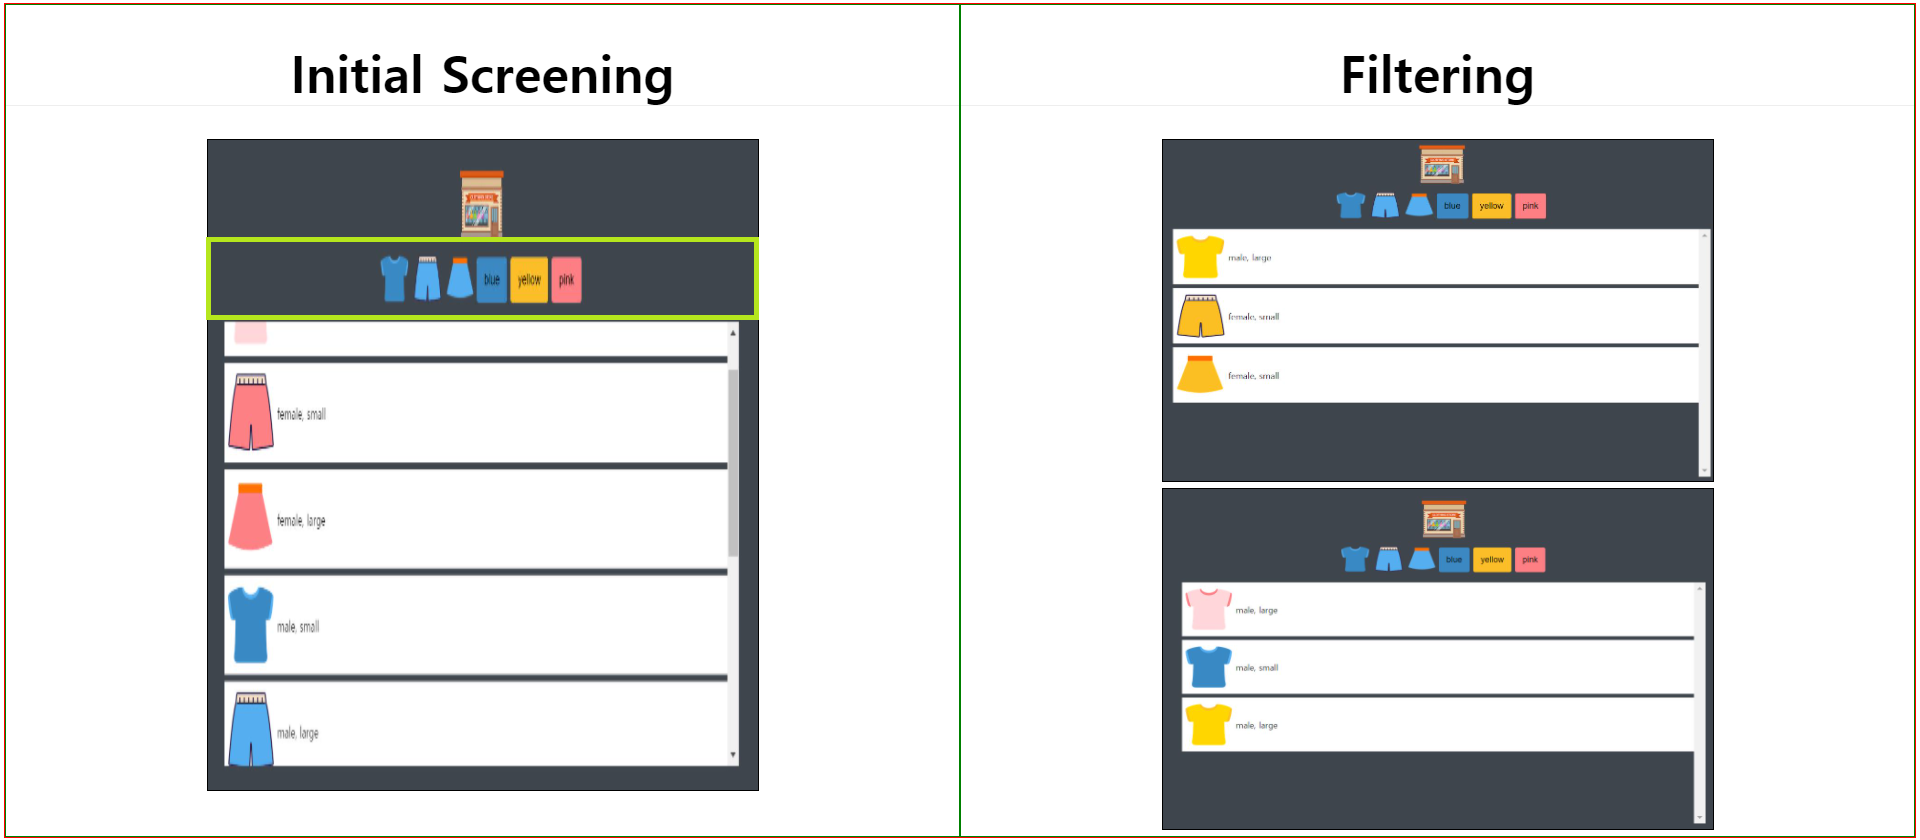 Initial Screening
blue yellow pink
female, small
female, large
male, small
male, large
Filtering
blue yellow pink
male, large
female, small
female, small
blue yellow pink
male, large
male, small
male, large